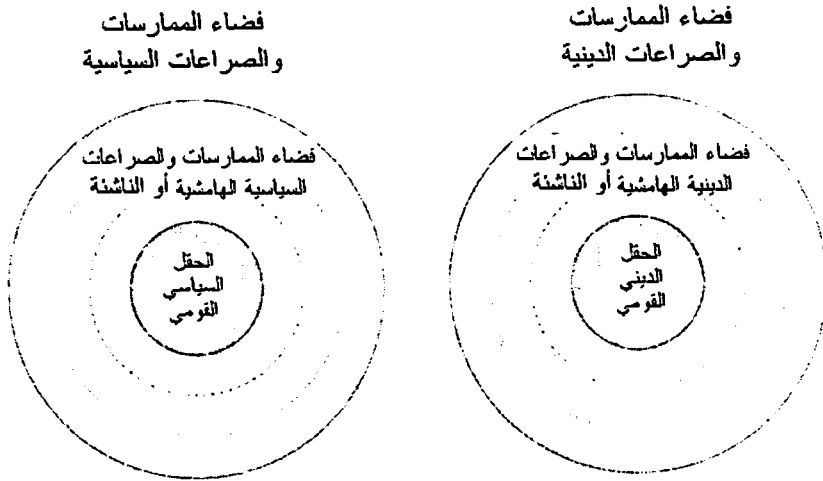 فضاء الممارسات
والصراعات الدينية
فضاء الممارسات والصراعات
الدينية الهامشية أو الناشئة
الحقل
الديني
القومي
فضاء الممارسات
والصراعات السياسية
فضاء الممارسات والصراعات
السياسية الهامشية أو الناشئة
الحقل
السياسي
القومي